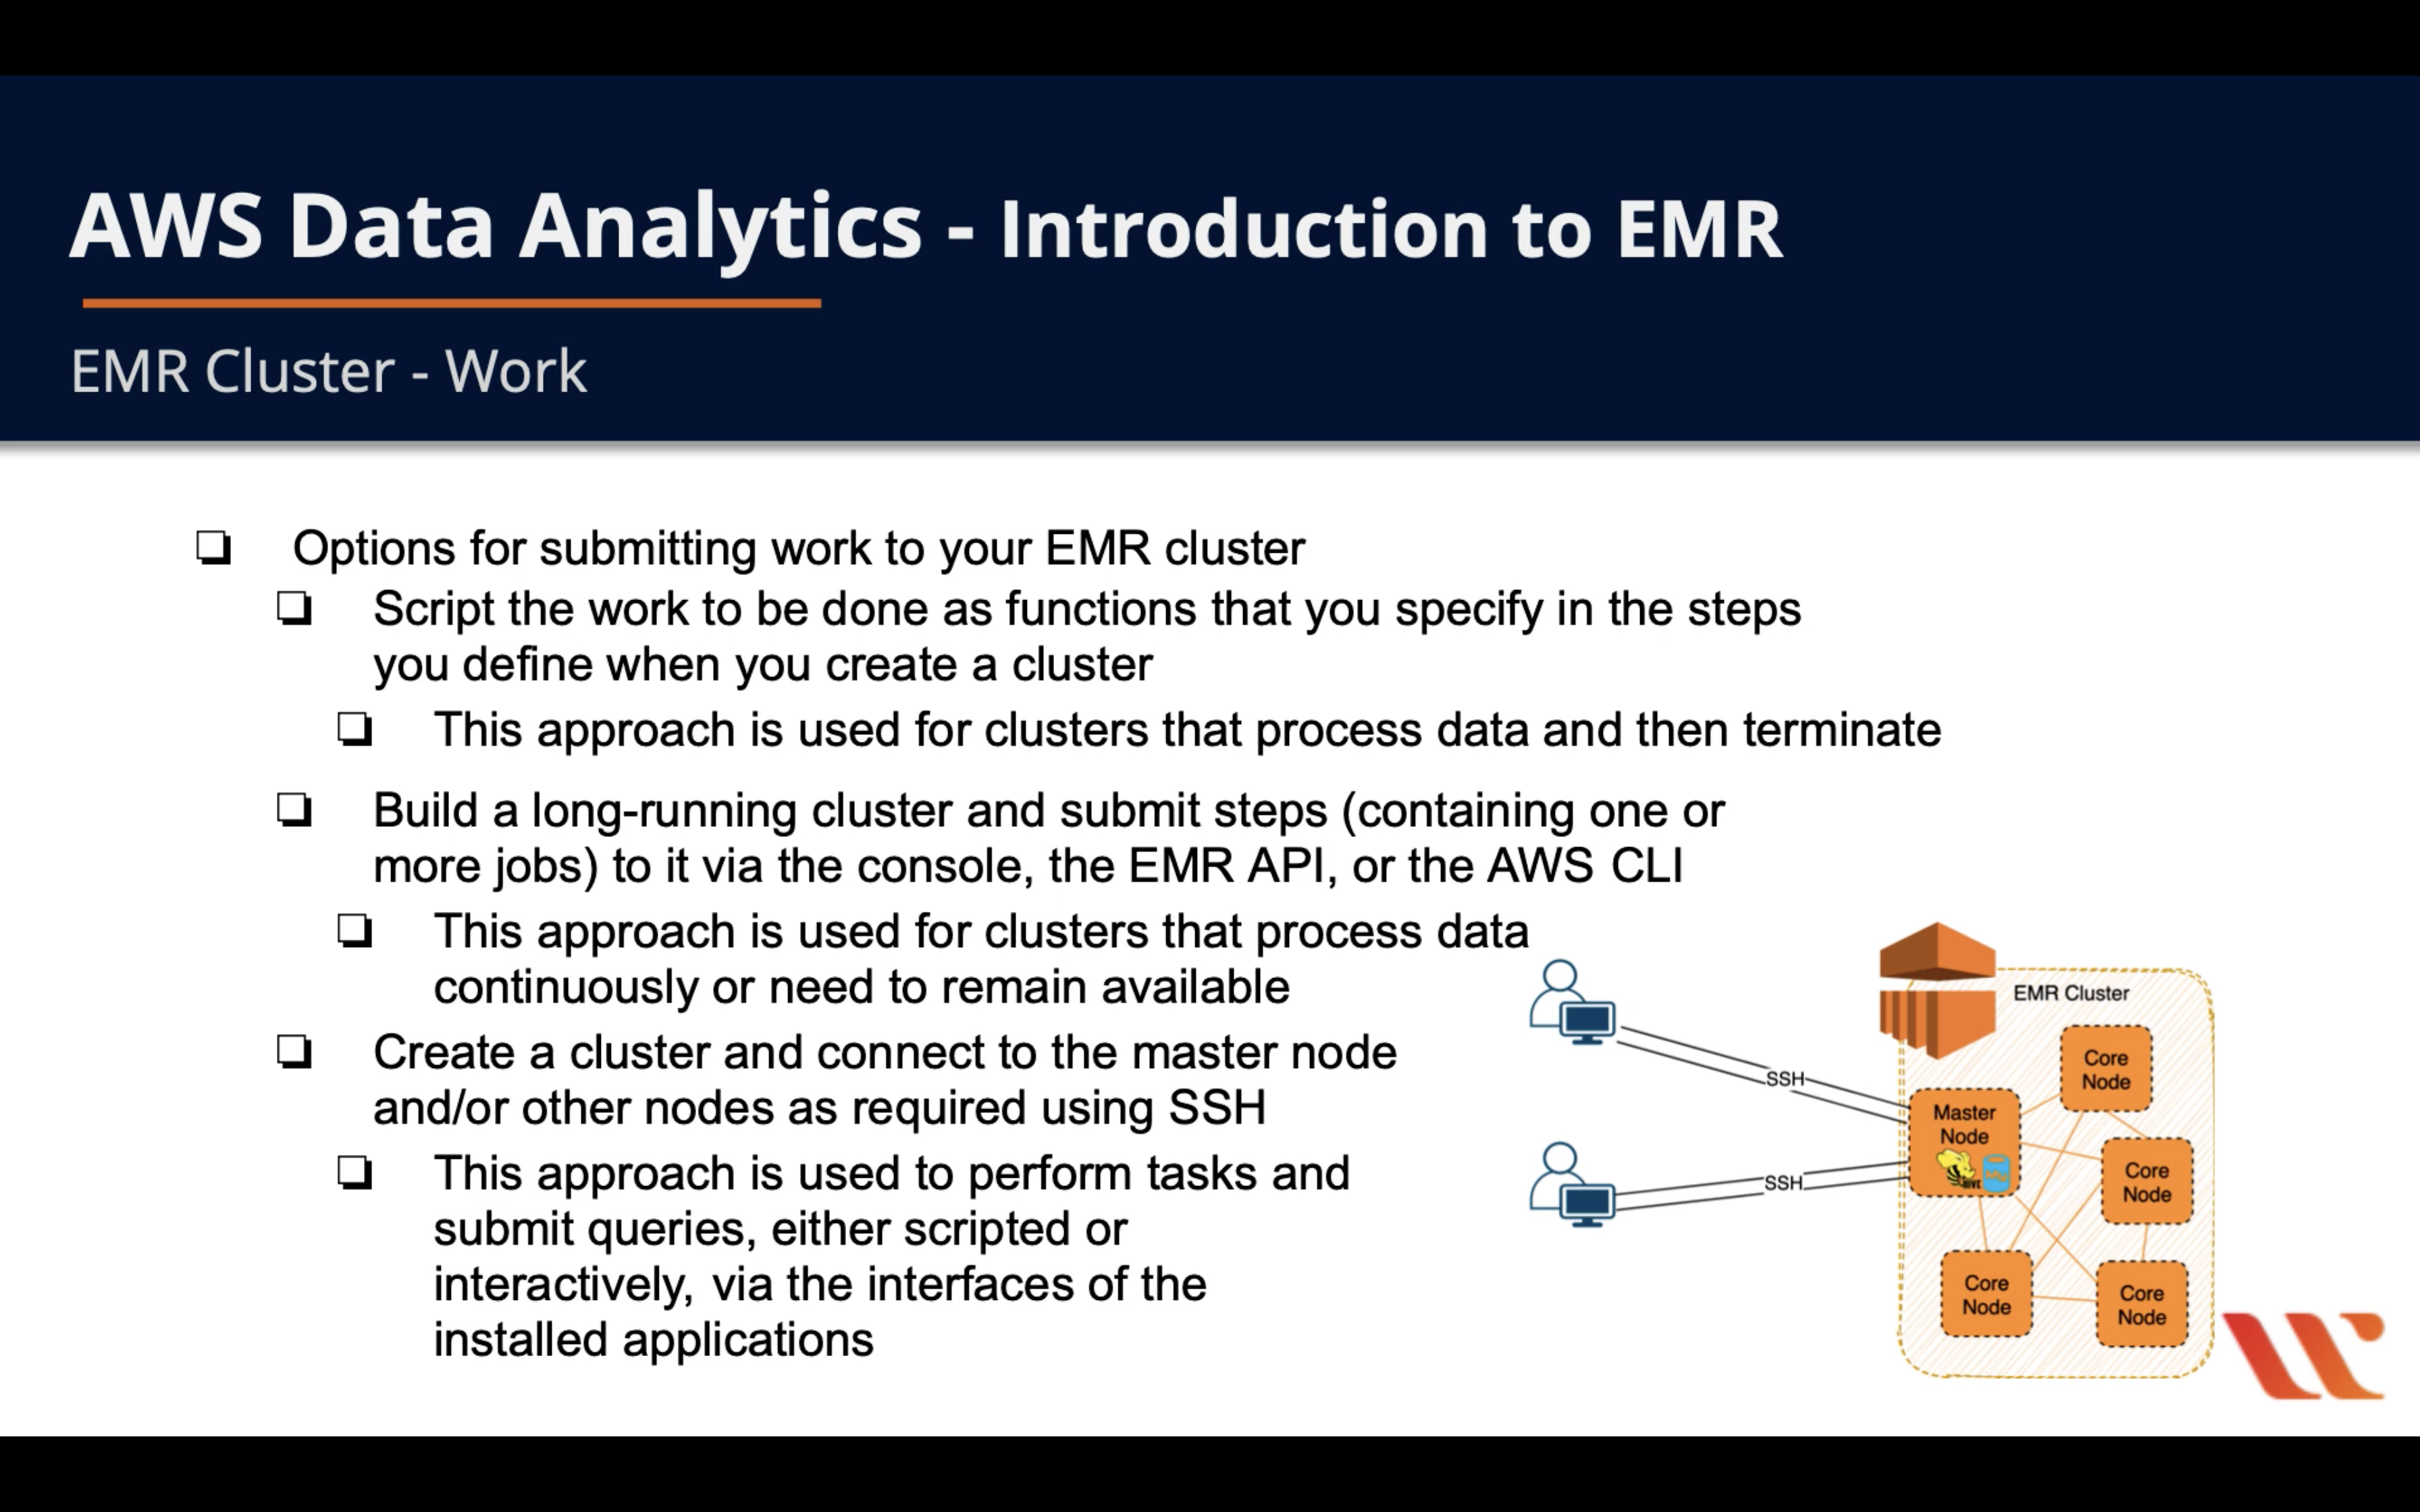 AWS Data Analytics - Introduction to EMR
EMR Cluster - Work
Options for submitting work to your EMR cluster
Script the work to be done as functions that you specify in the steps
you define when you create a cluster
This approach is used for clusters that process data and then terminate
Build a long-running cluster and submit steps (containing one or
more jobs) to it via the console, the EMR API, or the AWS CLI
This approach is used for clusters that process data
continuously or need to remain available
Create a cluster and connect to the master node
and/or other nodes as required using SSH
This approach is used to perform tasks and
submit queries, either scripted or
interactively, via the interfaces of the
installed applications
EMR Cluster
Core
Node
SSH
Master
Node
HIVE
SSH
Core
Node
Core
Node
Core
Node